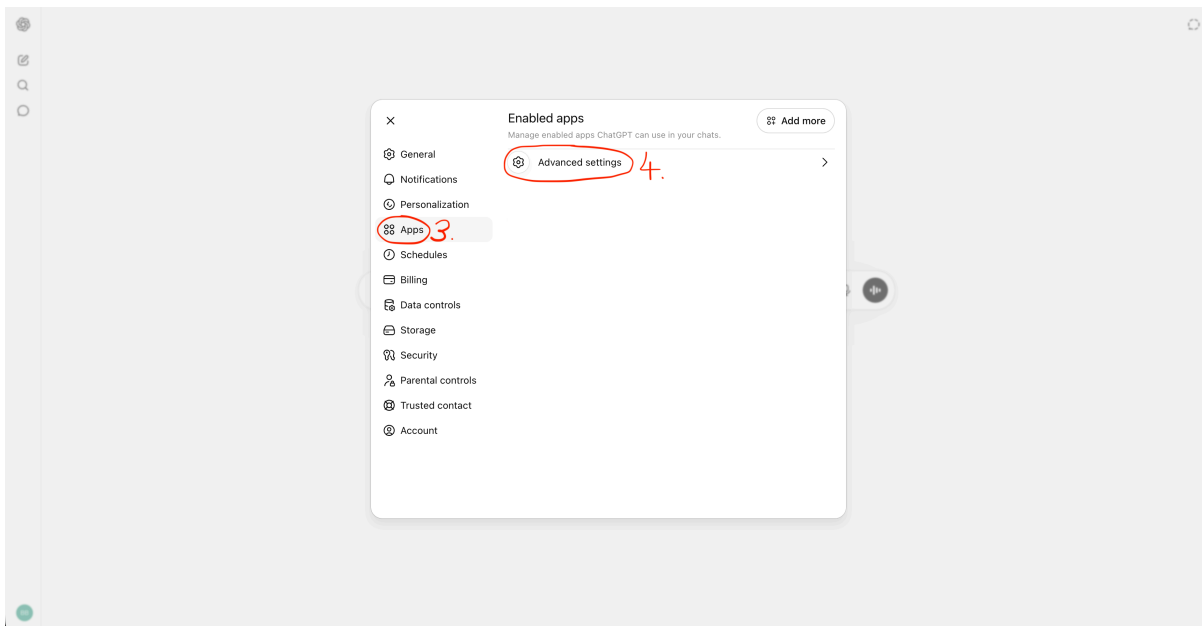 Enabled apps
Add more
Manage enabled apps ChatGPT can use in your chats.
General
Advanced settings 4.
Notifications
Personalization
Apps 3.
Schedules
Billing
Data controls
Storage
Security
Parental controls
Trusted contact
Account